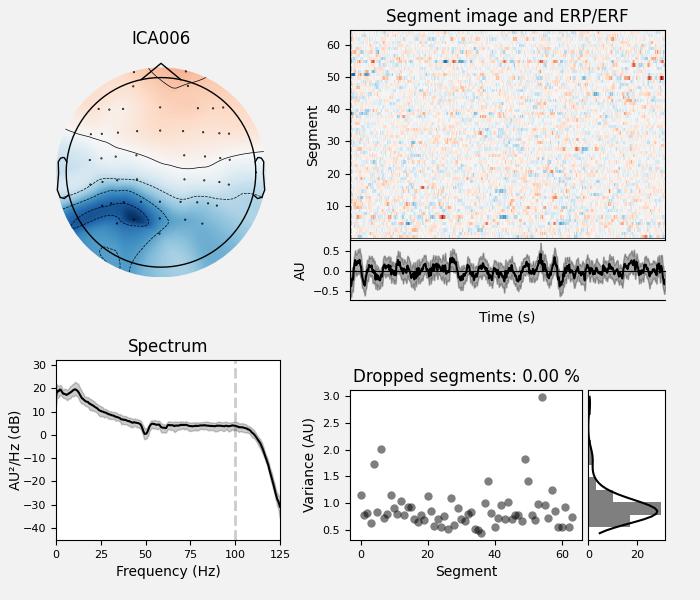 ICA006
Segment image and ERP/ERF
Segment
60
50
40
30
20
10
AU
0.5
0.0
−0.5
Time (s)
Spectrum
AU²/Hz (dB)
30
20
10
0
−10
−20
−30
−40
0 25 50 75 100 125
Frequency (Hz)
Dropped segments: 0.00 %
Variance (AU)
3.0
2.5
2.0
1.5
1.0
0.5
0 20 40 60
Segment
0 20